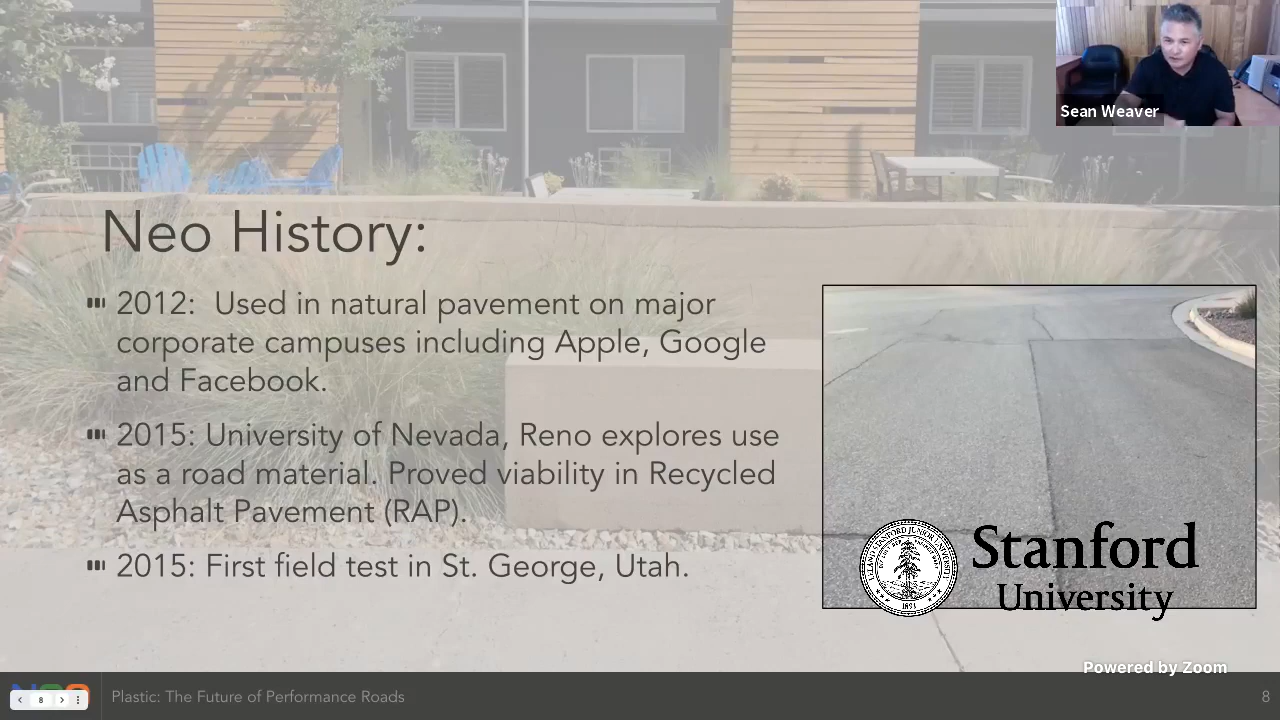 Sean Weaver
Neo History:
2012:  Used in natural pavement on major
corporate campuses including Apple, Google
and Facebook.
2015: University of Nevada, Reno explores use
as a road material. Proved viability in Recycled
Asphalt Pavement (RAP).
2015: First field test in St. George, Utah.
1891
Stanford
University
Powered by Zoom
8
Plastic: The Future of Performance Roads
8